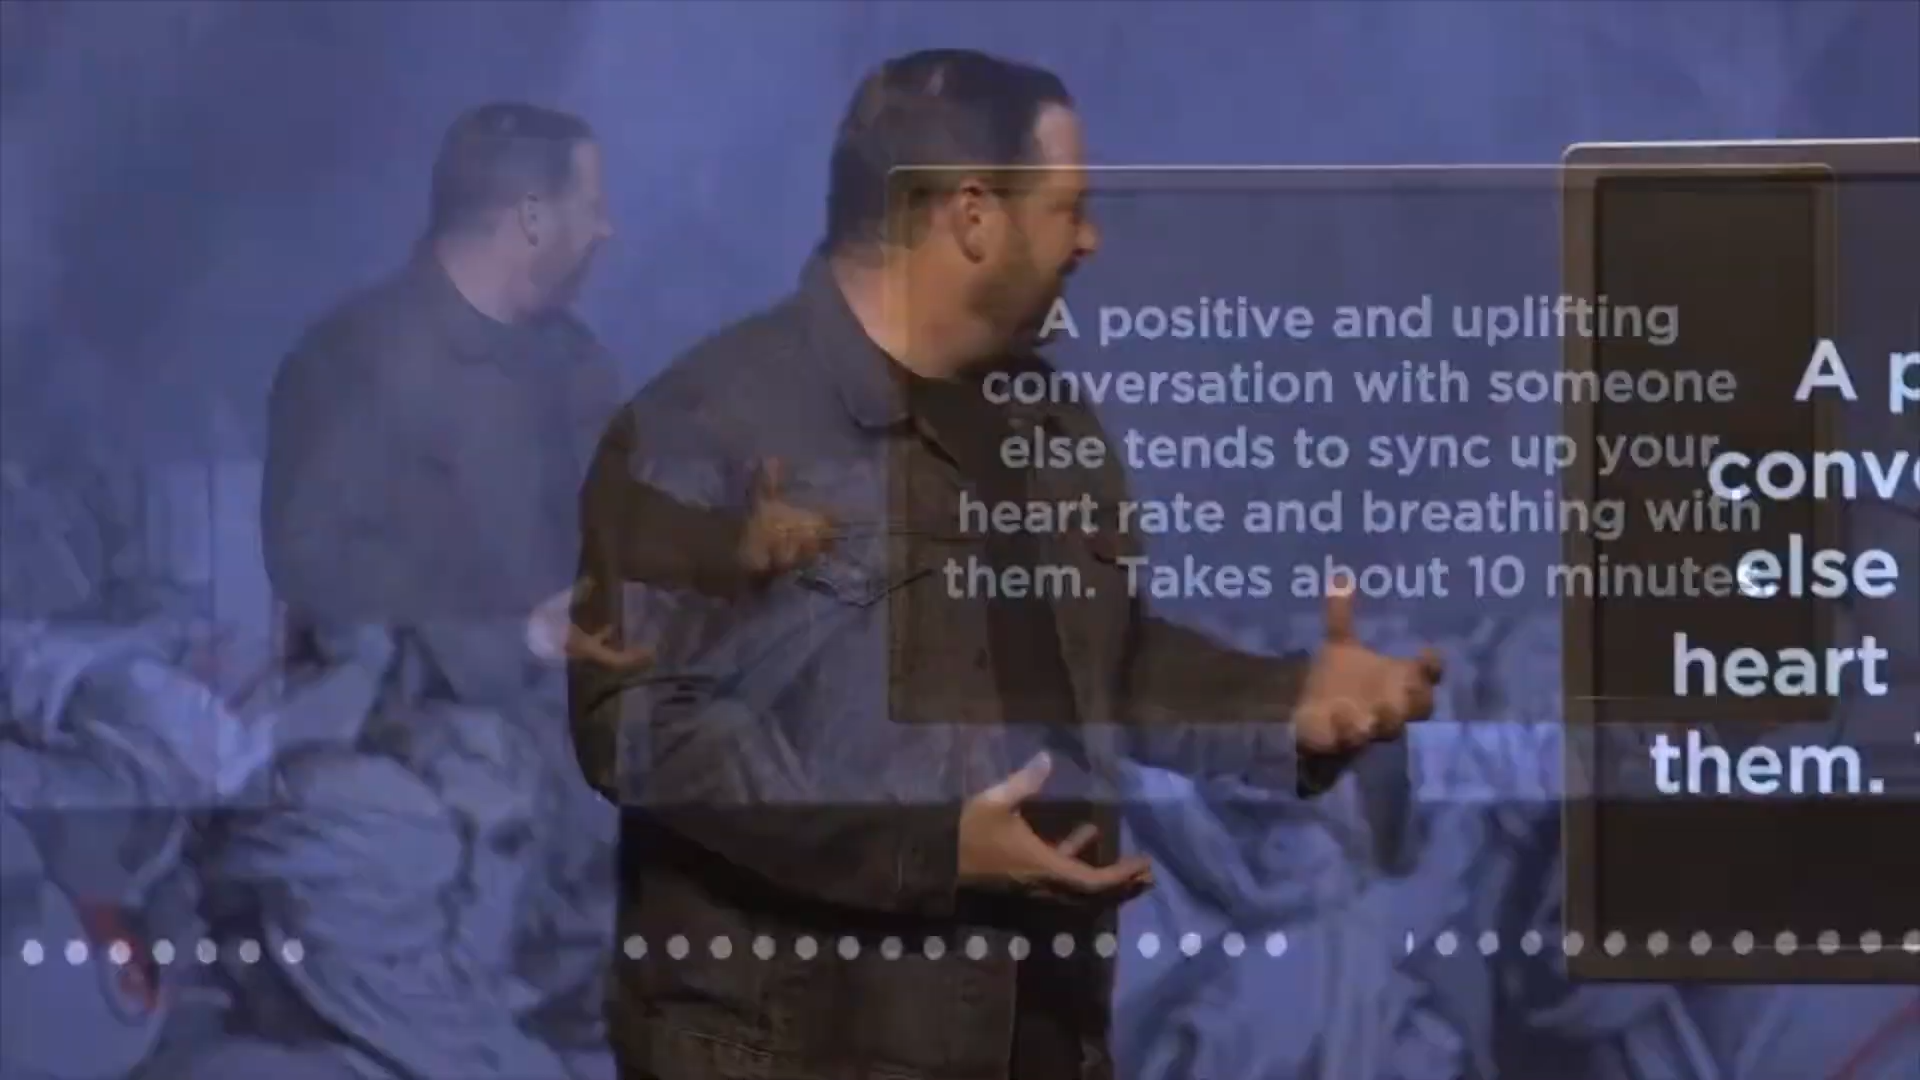 A positive and uplifting
conversation with someone
else tends to sync up your
heart rate and breathing with
them. Takes about 10 minutes
A p
conve
else
heart
them.